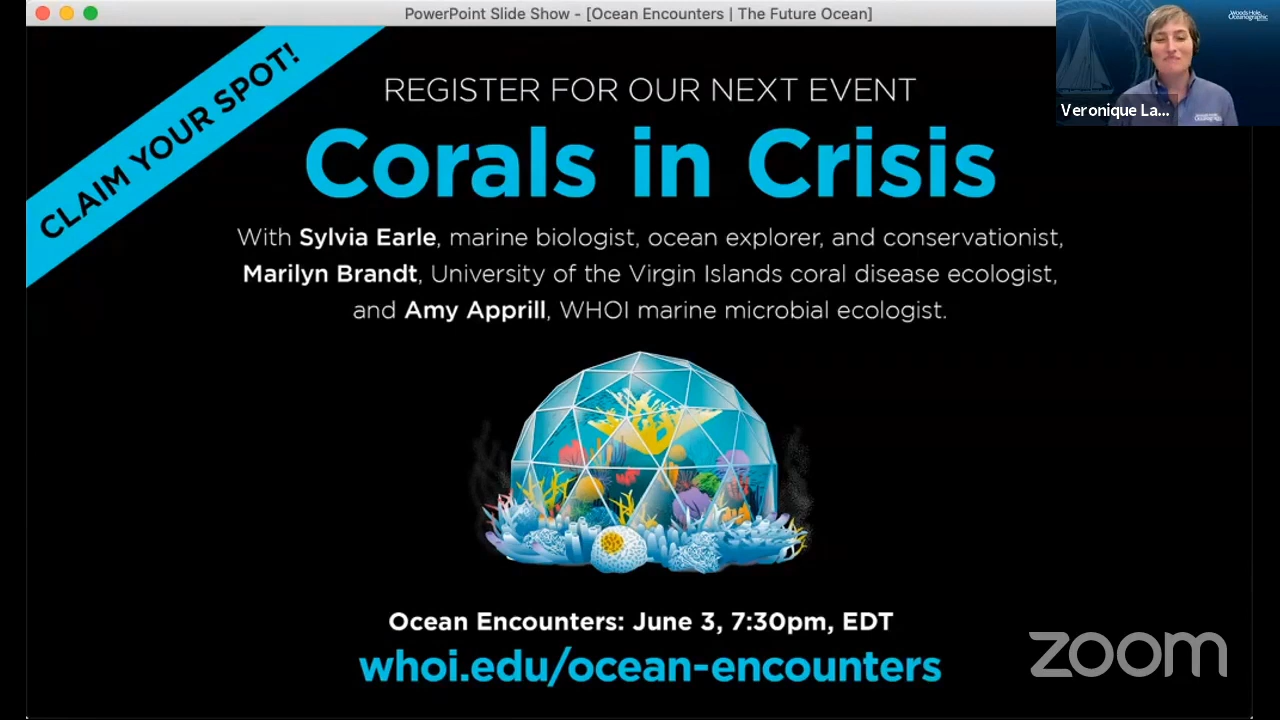 PowerPoint Slide Show - [Ocean Encounters | The Future Ocean]
Woods Hole
Oceanographic
Veronique La...
CLAIM YOUR SPOT!
REGISTER FOR OUR NEXT EVENT
Corals in Crisis
With Sylvia Earle, marine biologist, ocean explorer, and conservationist,
Marilyn Brandt, University of the Virgin Islands coral disease ecologist,
and Amy Apprill, WHOI marine microbial ecologist.
Ocean Encounters: June 3, 7:30pm, EDT
whoi.edu/ocean-encounters
zoom